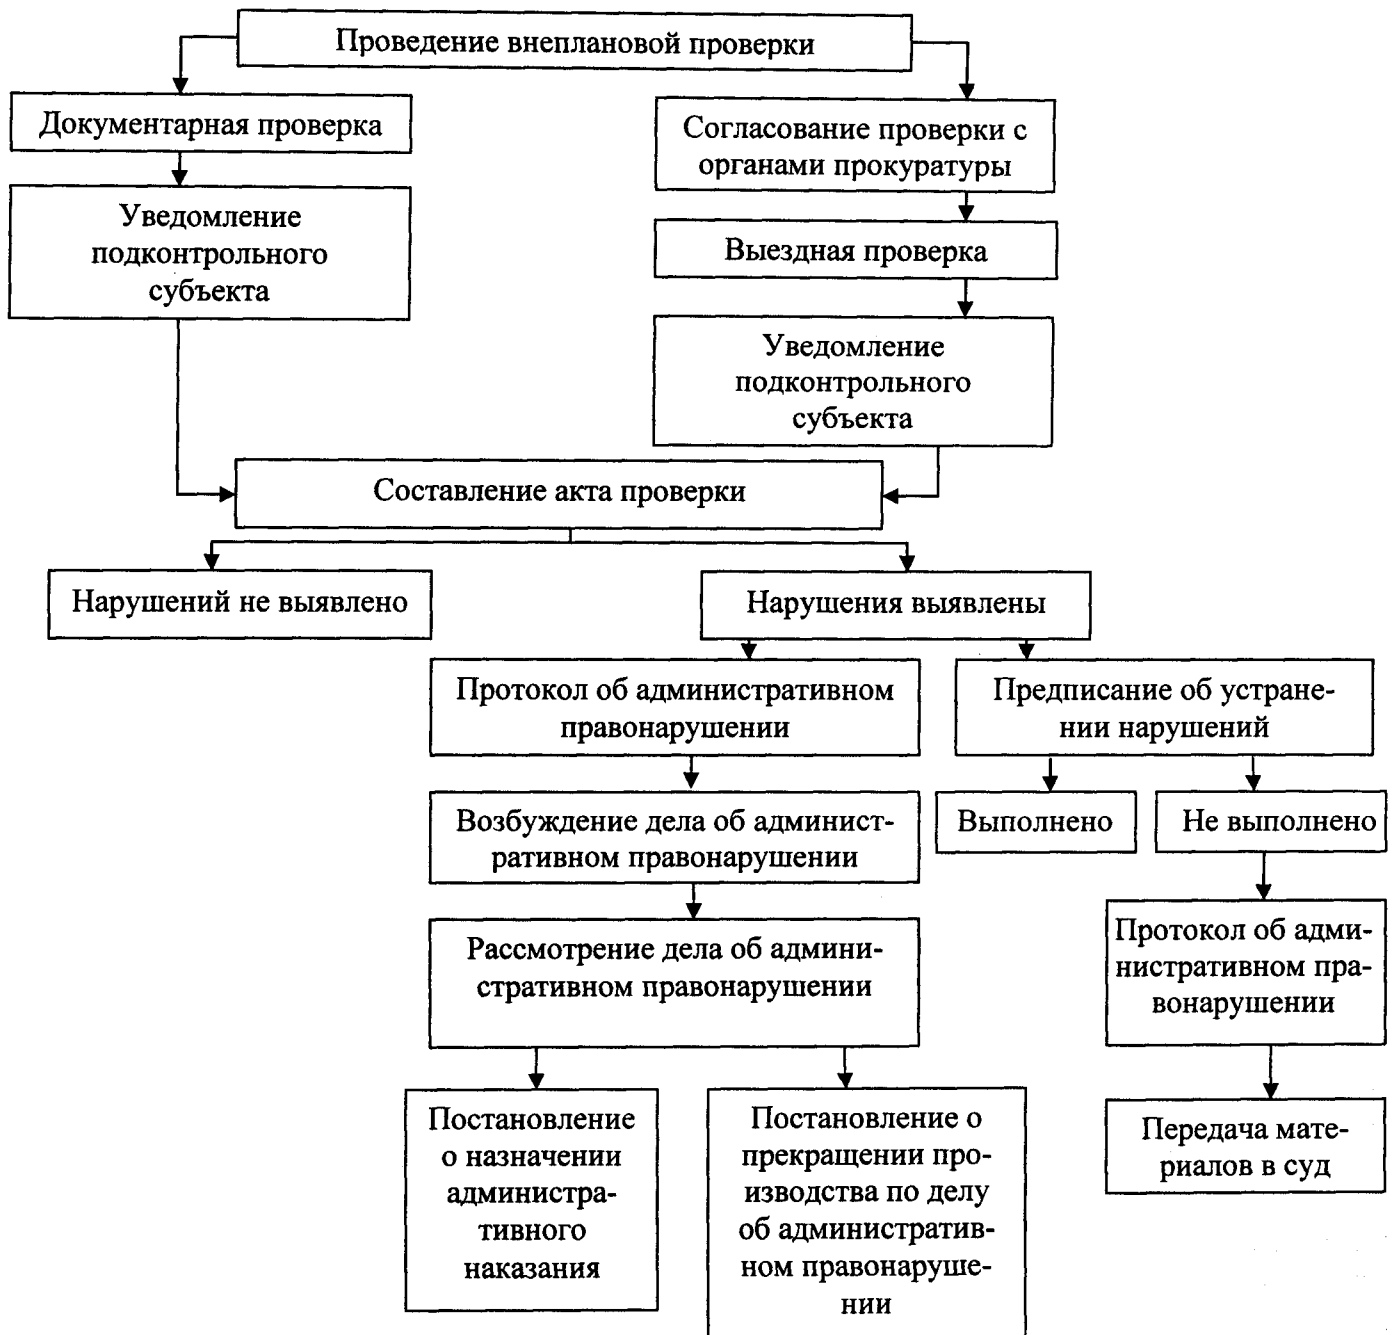 Проведение внеплановой проверки
Документарная проверка
Согласование проверки с
органами прокуратуры
Уведомление
подконтрольного
субъекта
Выездная проверка
Уведомление
подконтрольного
субъекта
Составление акта проверки
Нарушений не выявлено
Нарушения выявлены
Протокол об административном
правонарушении
Предписание об устране-
нии нарушений
Возбуждение дела об админист-
ративном правонарушении
Выполнено
Не выполнено
Рассмотрение дела об админи-
стративном правонарушении
Протокол об адми-
нистративном пра-
вонарушении
Постановление
о назначении
администра-
тивного
наказания
Постановление о
прекращении про-
изводства по делу
об административ-
ном правонаруше-
нии
Передача мате-
риалов в суд